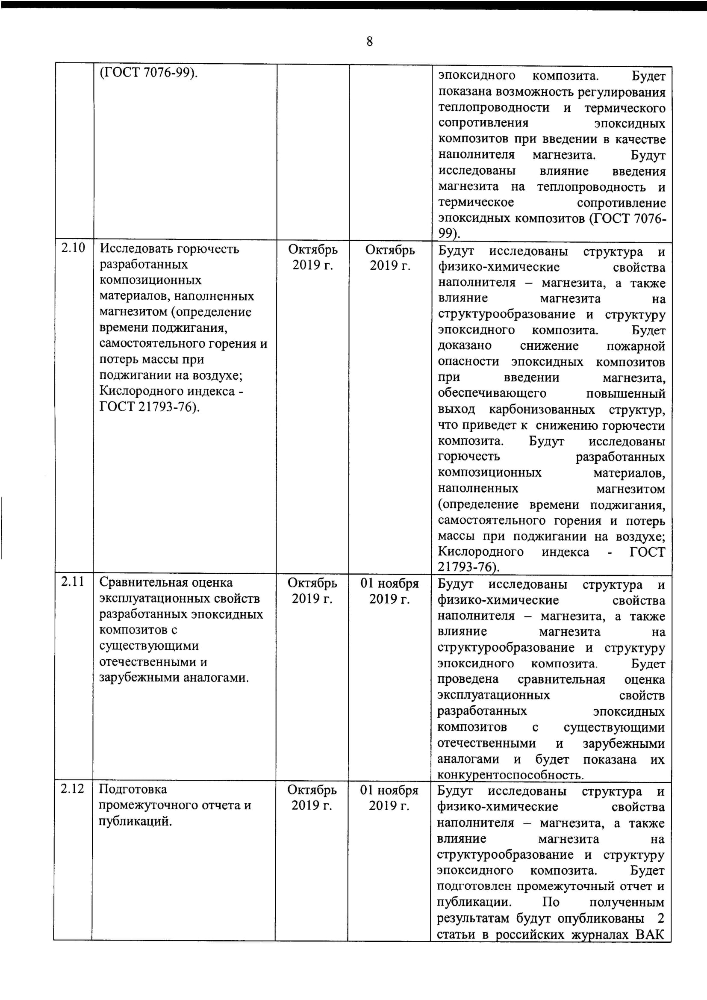 8
(ГОСТ 7076-99).
эпоксидного композита. Будет
показана возможность регулирования
теплопроводности и термического
сопротивления эпоксидных
композитов при введении в качестве
наполнителя магнезита. Будут
исследованы влияние введения
магнезита на теплопроводность и
термическое сопротивление
эпоксидных композитов (ГОСТ 7076-
99).
2.10
Исследовать горючесть
разработанных
композиционных
материалов, наполненных
магнезитом (определение
времени поджигания,
самостоятельного горения и
потерь массы при
поджигании на воздухе;
Кислородного индекса -
ГОСТ 21793-76).
Октябрь
2019 г.
Октябрь
2019 г.
Будут исследованы структура и
физико-химические свойства
наполнителя – магнезита, а также
влияние магнезита на
структурообразование и структуру
эпоксидного композита. Будет
доказано снижение пожарной
опасности эпоксидных композитов
при введении магнезита,
обеспечивающего повышенный
выход карбонизованных структур,
что приведет к снижению горючести
композита. Будут исследованы
горючесть разработанных
композиционных материалов,
наполненных магнезитом
(определение времени поджигания,
самостоятельного горения и потерь
массы при поджигании на воздухе;
Кислородного индекса - ГОСТ
21793-76).
2.11
Сравнительная оценка
эксплуатационных свойств
разработанных эпоксидных
композитов с
существующими
отечественными и
зарубежными аналогами.
Октябрь
2019 г.
01 ноября
2019 г.
Будут исследованы структура и
физико-химические свойства
наполнителя – магнезита, а также
влияние магнезита на
структурообразование и структуру
эпоксидного композита. Будет
проведена сравнительная оценка
эксплуатационных свойств
разработанных эпоксидных
композитов с существующими
отечественными и зарубежными
аналогами и будет показана их
конкурентоспособность.
2.12
Подготовка
промежуточного отчета и
публикаций.
Октябрь
2019 г.
01 ноября
2019 г.
Будут исследованы структура и
физико-химические свойства
наполнителя – магнезита, а также
влияние магнезита на
структурообразование и структуру
эпоксидного композита. Будет
подготовлен промежуточный отчет и
публикации. По полученным
результатам будут опубликованы 2
статьи в российских журналах ВАК